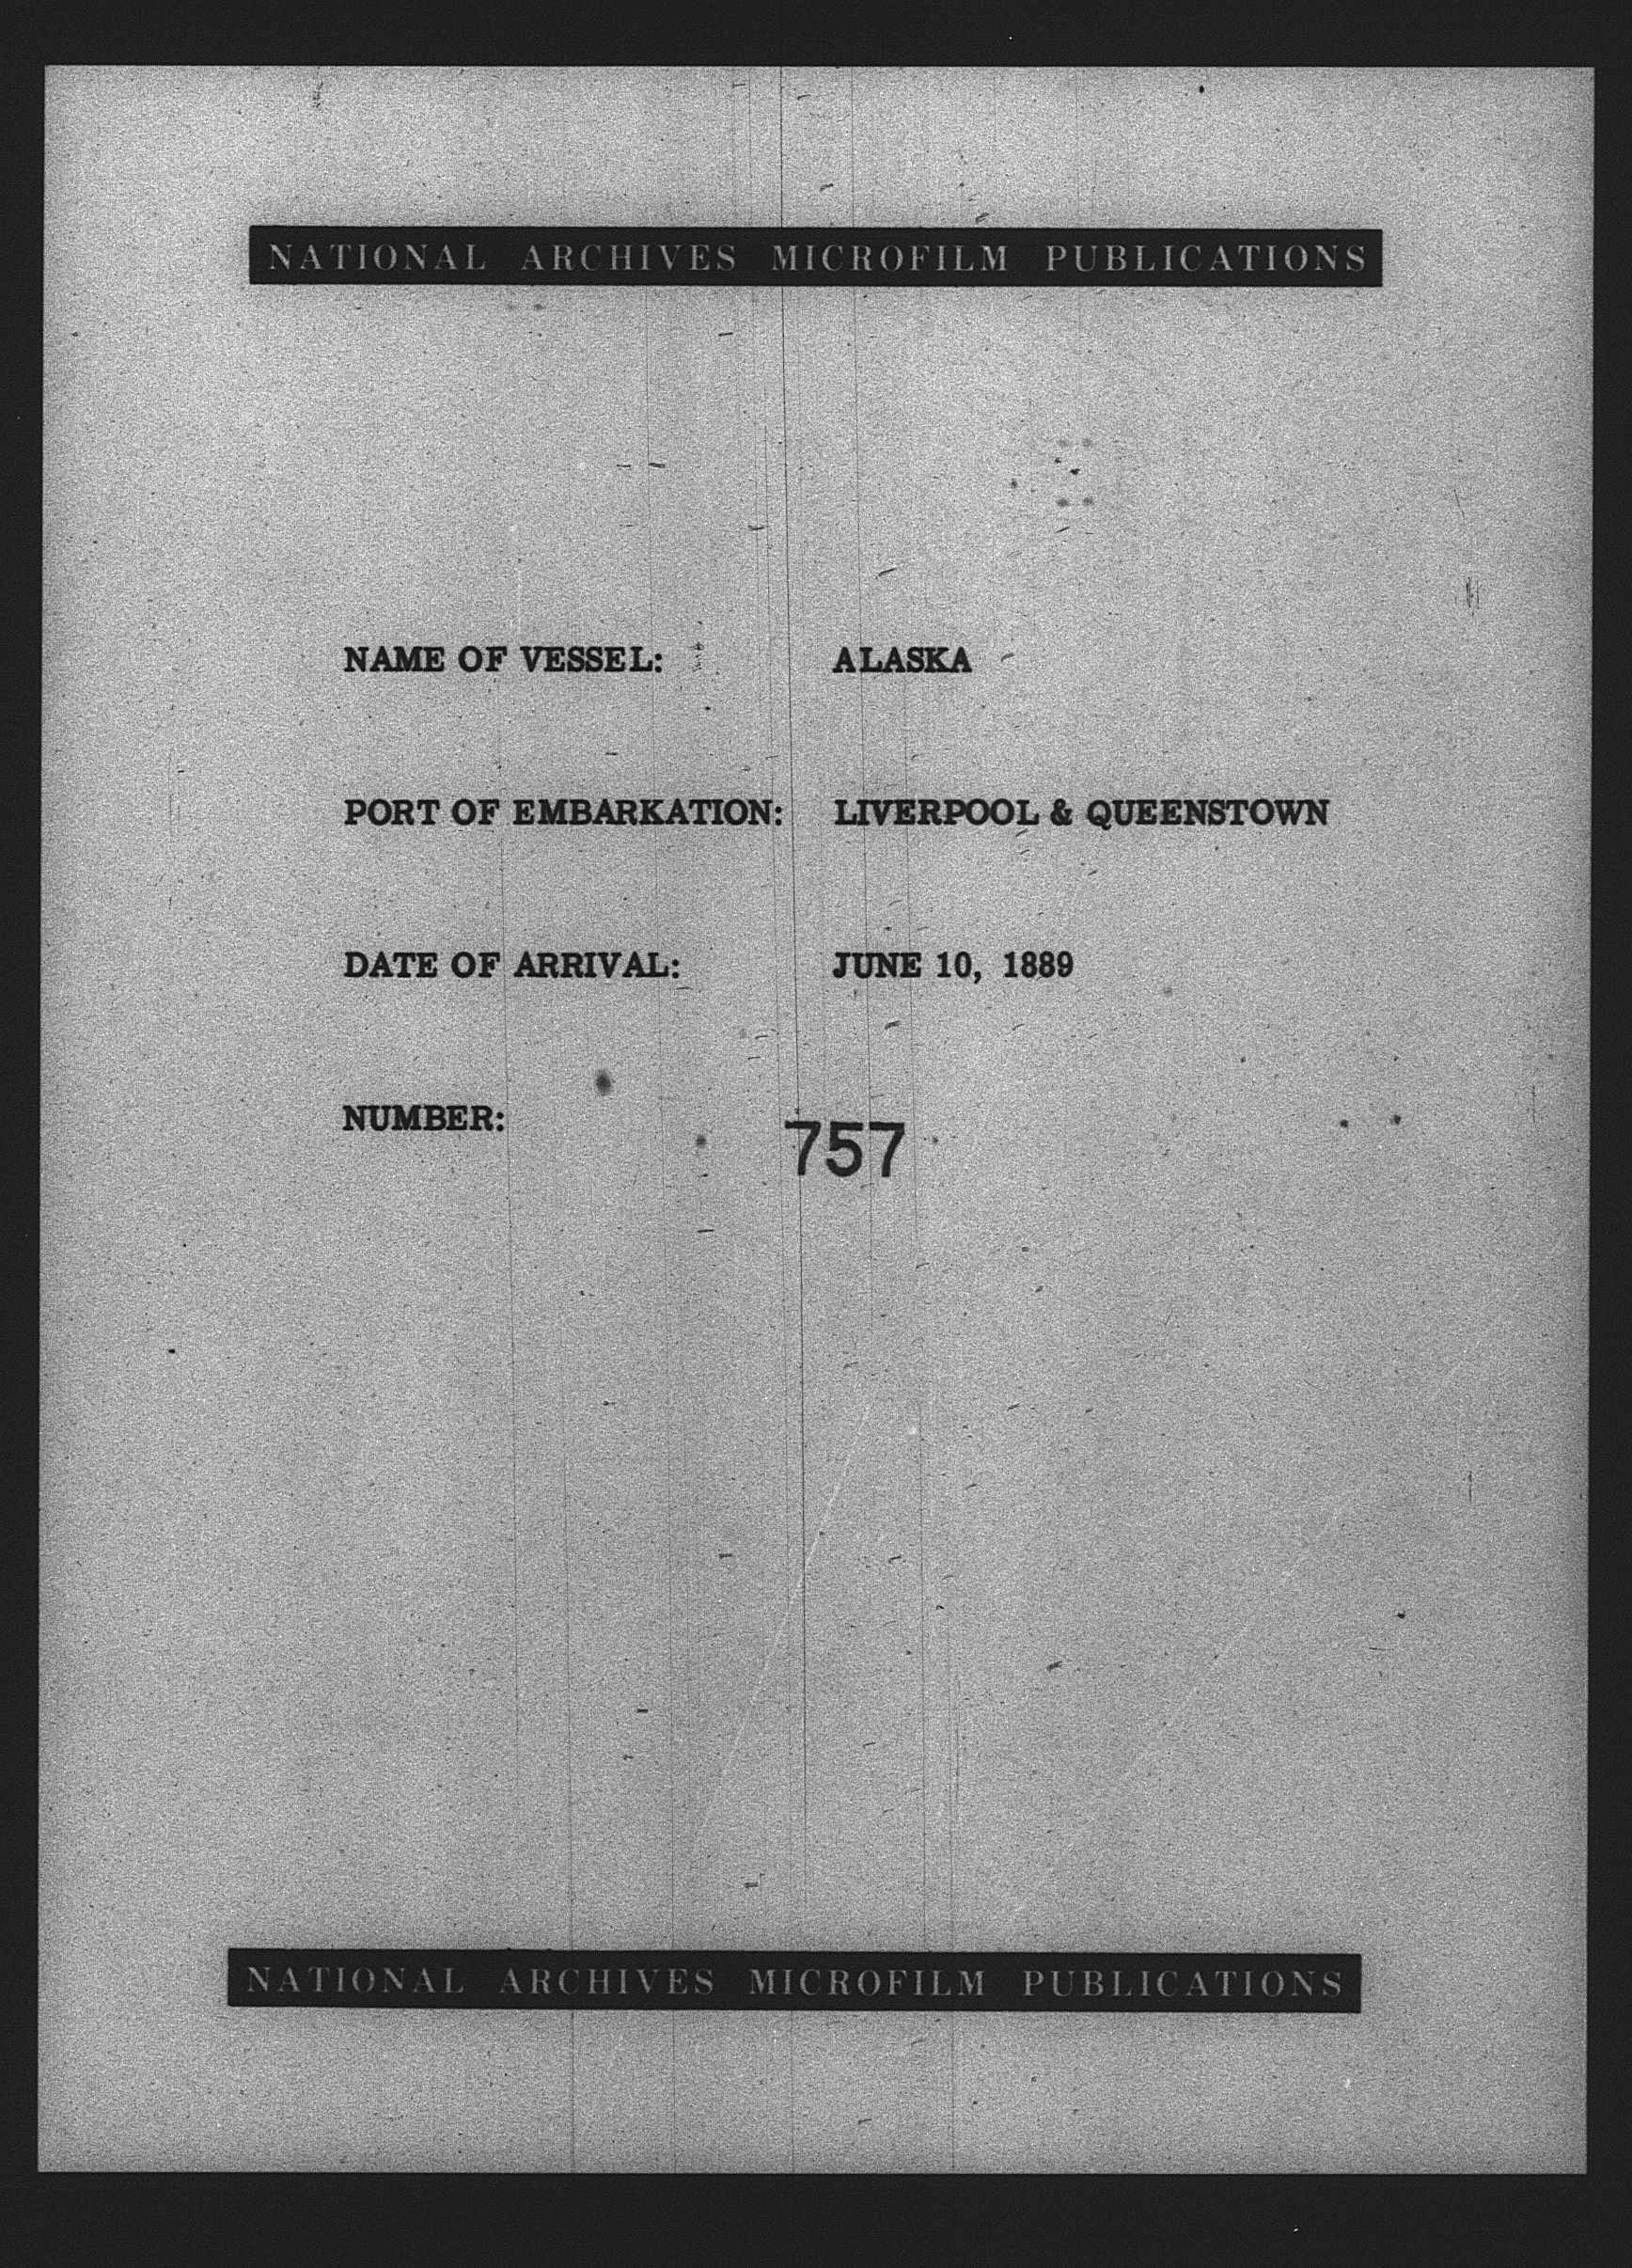 NATIONAL ARCHIVES MICROFILM PUBLICATIONS
NAME OF VESSEL: ALASKA
PORT OF EMBARKATION: LIVERPOOL & QUEENSTOWN
DATE OF ARRIVAL: JUNE 10, 1889
NUMBER: 757
NATIONAL ARCHIVES MICROFILM PUBLICATIONS